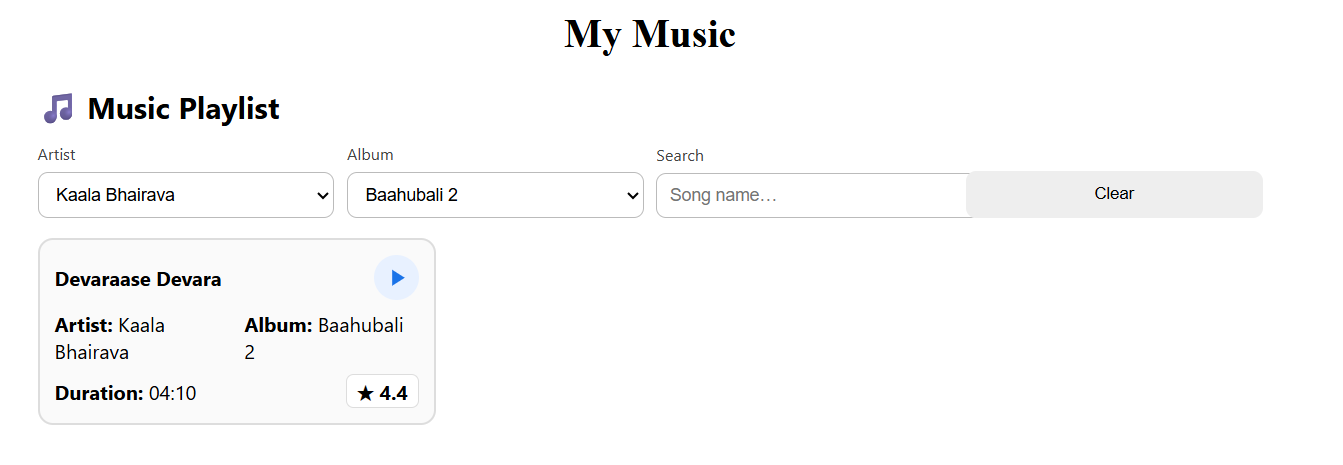 My Music
🎵 Music Playlist
Artist Album Search
Kaala Bhairava Baahubali 2 Song name... Clear
Devaraase Devara
Artist: Kaala Album: Baahubali
Bhairava 2
Duration: 04:10 ★ 4.4